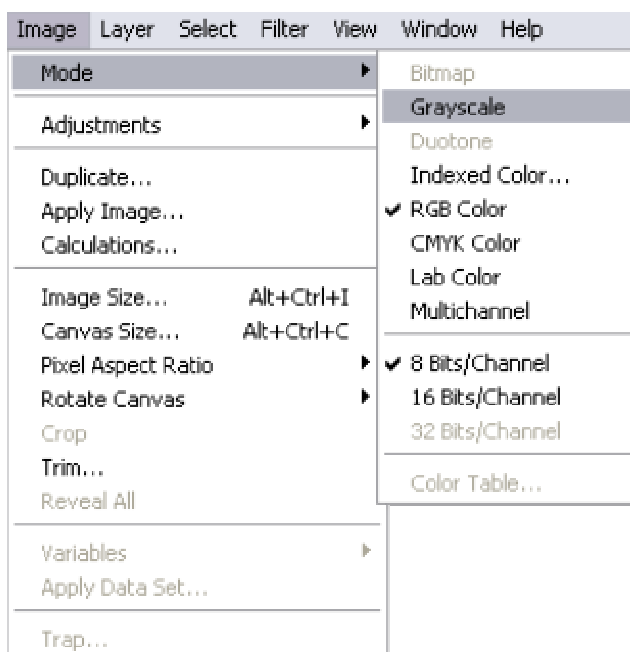 Image Layer Select Filter View Window Help
Mode
Adjustments
Duplicate...
Apply Image...
Calculations...
Image Size... Alt+Ctrl+I
Canvas Size... Alt+Ctrl+C
Pixel Aspect Ratio
Rotate Canvas
Crop
Trim...
Reveal All
Variables
Apply Data Set...
Trap...
Bitmap
Grayscale
Duotone
Indexed Color...
RGB Color
CMYK Color
Lab Color
Multichannel
8 Bits/Channel
16 Bits/Channel
32 Bits/Channel
Color Table...